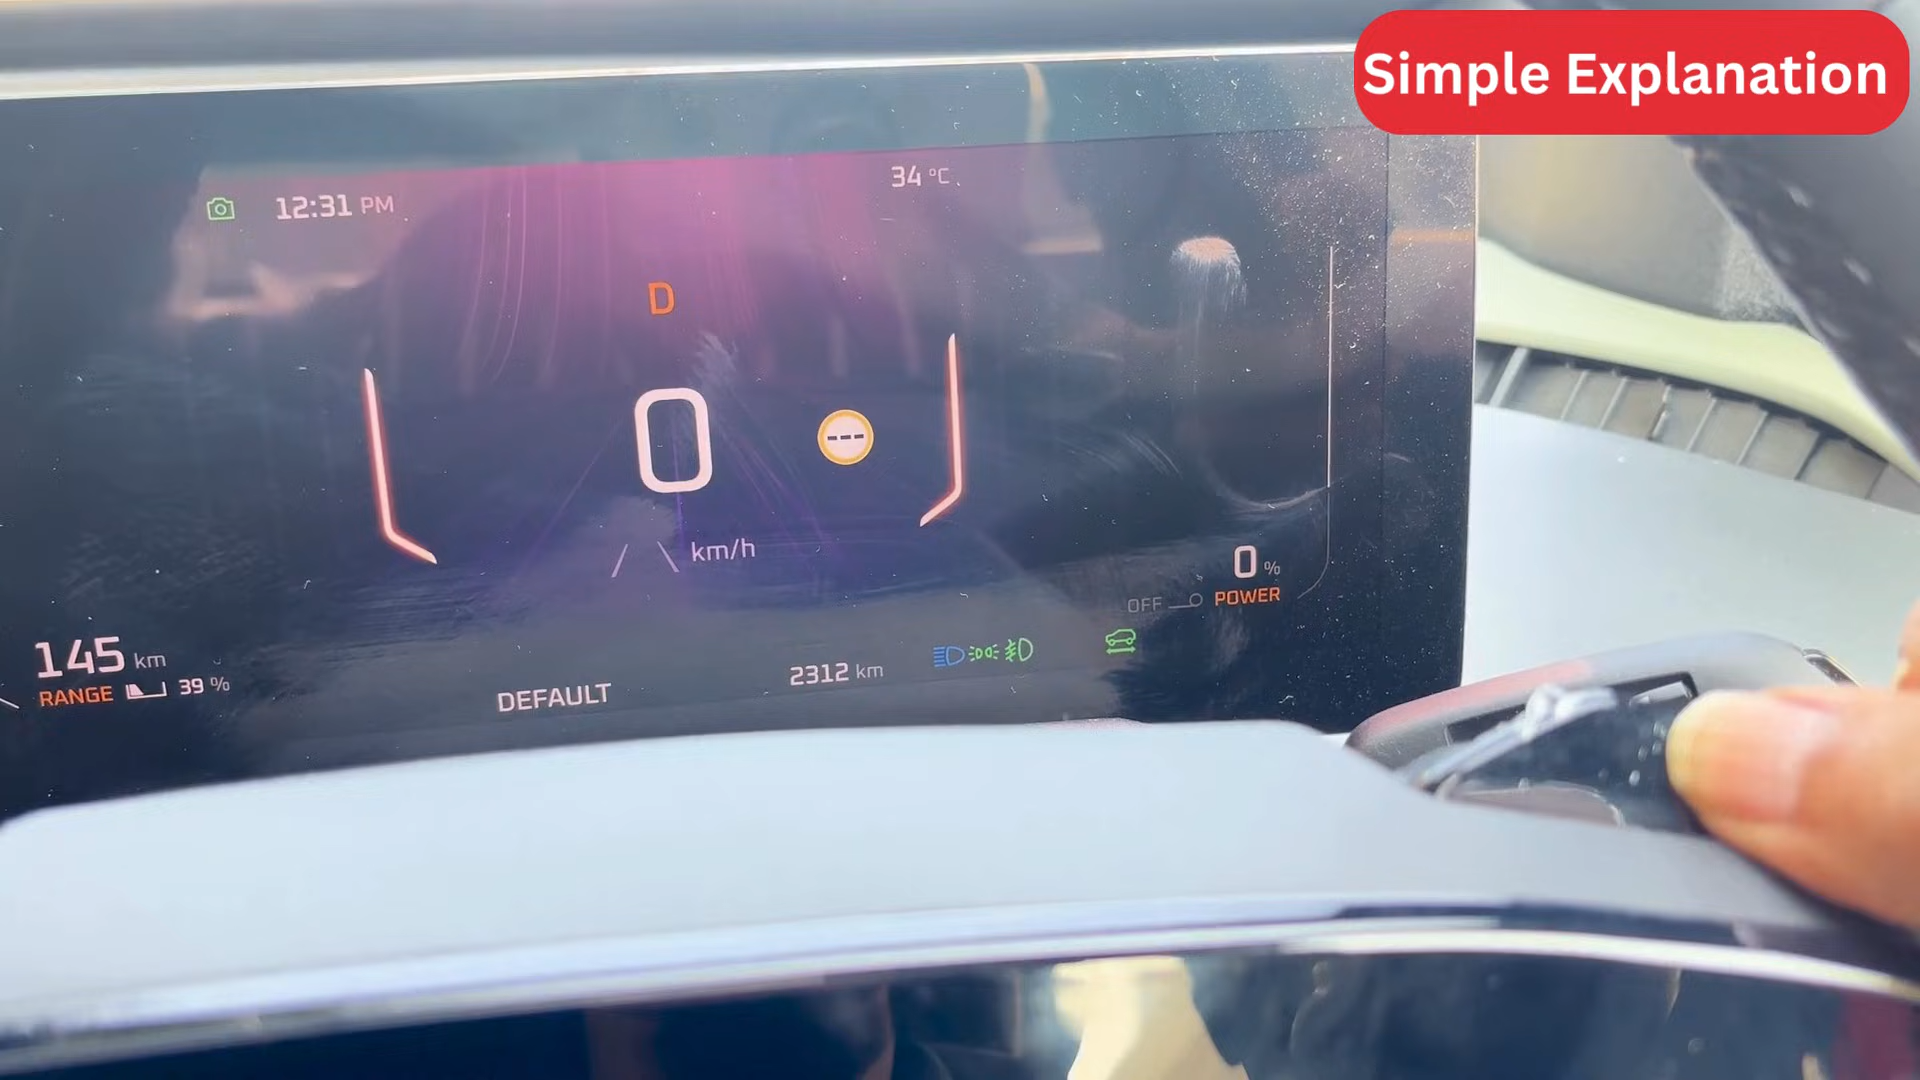 Simple Explanation
12:31 PM
34 °C
D
0
---
km/h
0 %
OFF POWER
145 km
RANGE 39 %
DEFAULT
2312 km